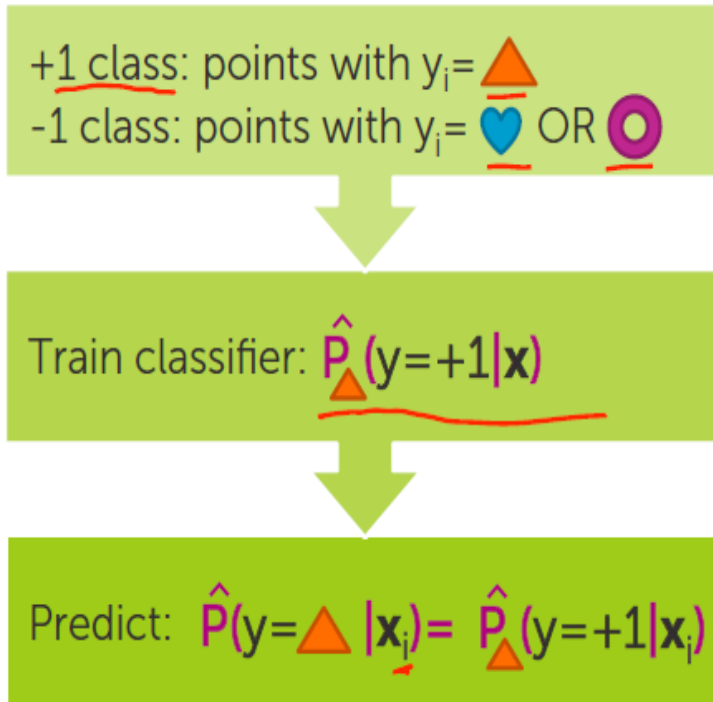 +1 class: points with yᵢ=
-1 class: points with yᵢ= OR
Train classifier: P̂(y=+1|x)
Predict: P̂(y= |xᵢ)= P̂(y=+1|xᵢ)